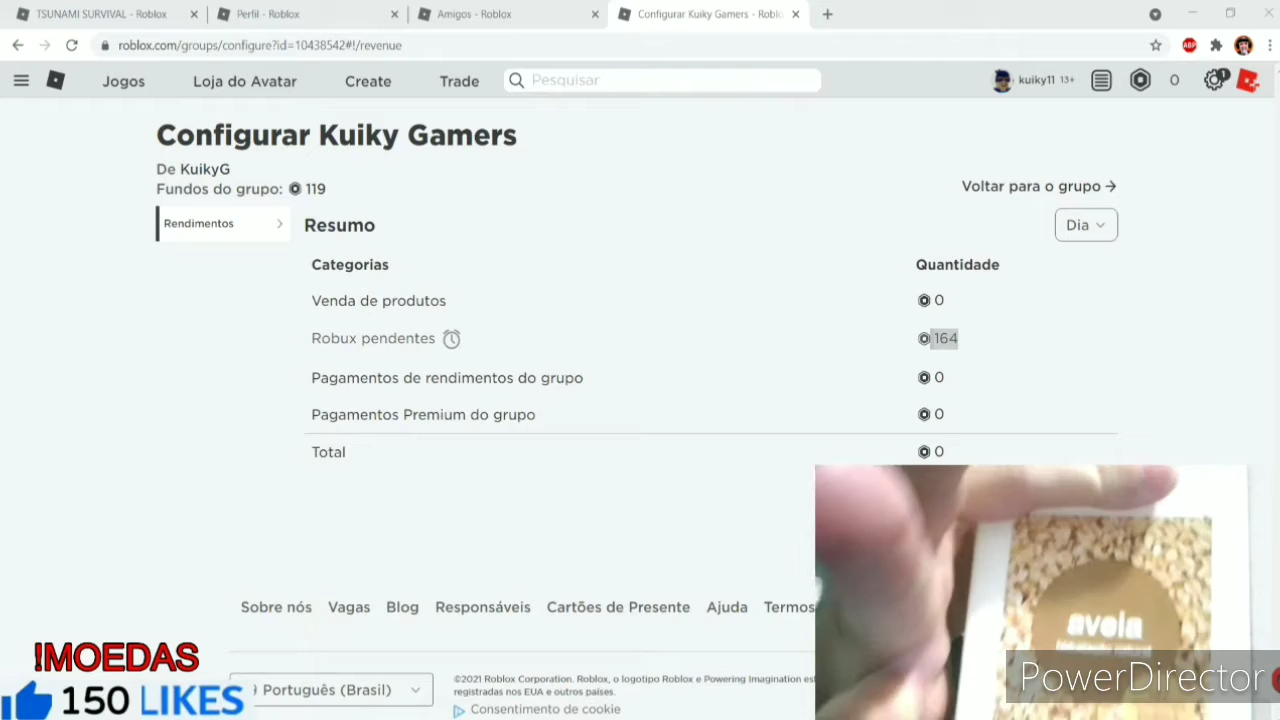 TSUNAMI SURVIVAL - Roblox
Perfil - Roblox
Amigos - Roblox
Configurar Kuiky Gamers - Roblo
roblox.com/groups/configure?id=10438542#!/revenue
ABP
Jogos
Loja do Avatar
Create
Trade
Pesquisar
kuiky11 13+
0
1
Configurar Kuiky Gamers
De KuikyG
Fundos do grupo: 119
Voltar para o grupo →
Rendimentos
Resumo
Dia
Categorias Quantidade
Venda de produtos 0
Robux pendentes 164
Pagamentos de rendimentos do grupo 0
Pagamentos Premium do grupo 0
Total 0
Sobre nós Vagas Blog Responsáveis Cartões de Presente Ajuda Termos
aveia
!MOEDAS
150 LIKES
Português (Brasil)
©2021 Roblox Corporation. Roblox, o logotipo Roblox e Powering Imagination
registradas nos EUA e outros países.
Consentimento de cookie
PowerDirector